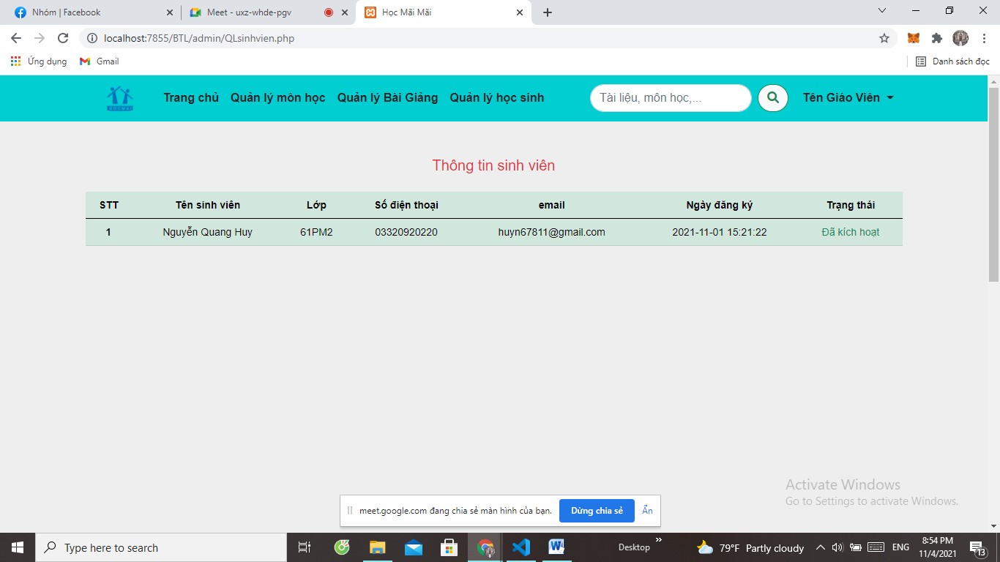 Nhóm | Facebook
Meet - uxz-whde-pgv
Học Mãi Mãi
localhost:7855/BTL/admin/QLsinhvien.php
Ứng dụng
Gmail
Danh sách đọc
HOCMAI
Trang chủ
Quản lý môn học
Quản lý Bài Giảng
Quản lý học sinh
Tài liệu, môn học,...
Tên Giáo Viên
Thông tin sinh viên
STT Tên sinh viên Lớp Số điện thoại email Ngày đăng ký Trạng thái
1 Nguyễn Quang Huy 61PM2 03320920220 huyn67811@gmail.com 2021-11-01 15:21:22 Đã kích hoạt
Activate Windows
Go to Settings to activate Windows.
meet.google.com đang chia sẻ màn hình của bạn.
Dừng chia sẻ
Ẩn
Type here to search
Desktop
79°F Partly cloudy
ENG
8:54 PM
11/4/2021
13